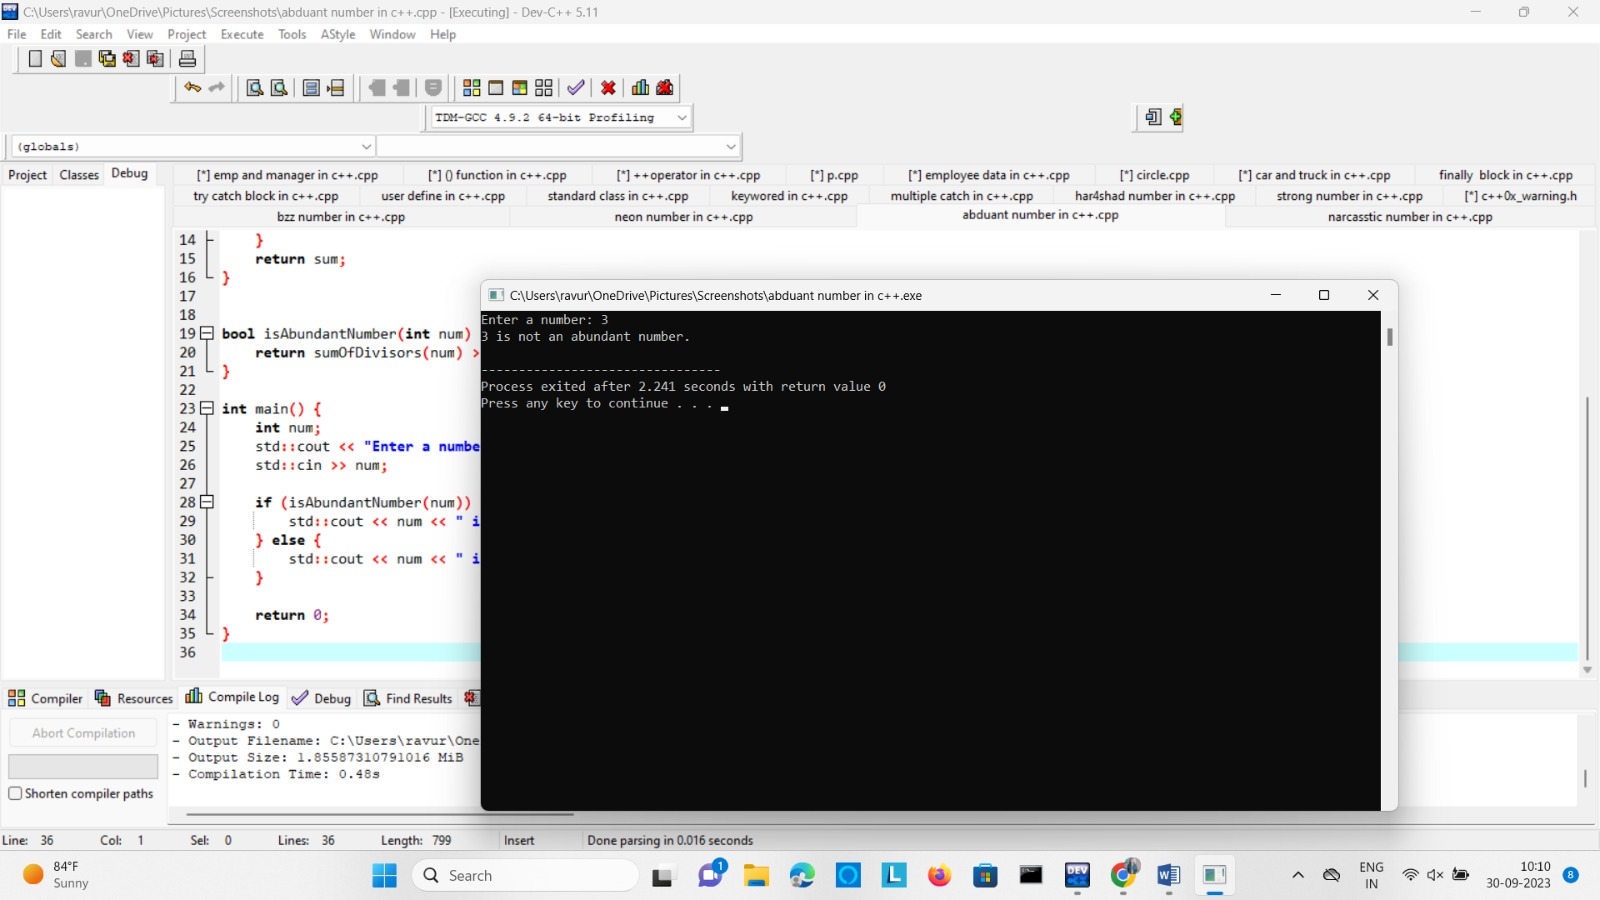 C:\Users\ravur\OneDrive\Pictures\Screenshots\abduant number in c++.cpp - [Executing] - Dev-C++ 5.11
File Edit Search View Project Execute Tools AStyle Window Help
TDM-GCC 4.9.2 64-bit Profiling
(globals)
Project Classes Debug
[*] emp and manager in c++.cpp [*] () function in c++.cpp [*] ++operator in c++.cpp [*] p.cpp [*] employee data in c++.cpp [*] circle.cpp [*] car and truck in c++.cpp finally block in c++.cpp
try catch block in c++.cpp user define in c++.cpp standard class in c++.cpp keywored in c++.cpp multiple catch in c++.cpp har4shad number in c++.cpp strong number in c++.cpp [*] c++0x_warning.h
bzz number in c++.cpp neon number in c++.cpp abduant number in c++.cpp narcasstic number in c++.cpp
14 }
15 return sum;
16 }
17
18
19 bool isAbundantNumber(int num)
20 return sumOfDivisors(num) >
21 }
22
23 int main() {
24 int num;
25 std::cout << "Enter a numbe
26 std::cin >> num;
27
28 if (isAbundantNumber(num))
29 std::cout << num << " i
30 } else {
31 std::cout << num << " i
32 }
33
34 return 0;
35 }
36
C:\Users\ravur\OneDrive\Pictures\Screenshots\abduant number in c++.exe
Enter a number: 3
3 is not an abundant number.
--------------------------------
Process exited after 2.241 seconds with return value 0
Press any key to continue . . .
Compiler Resources Compile Log Debug Find Results
Abort Compilation
Shorten compiler paths
- Warnings: 0
- Output Filename: C:\Users\ravur\One
- Output Size: 1.85587310791016 MiB
- Compilation Time: 0.48s
Line: 36 Col: 1 Sel: 0 Lines: 36 Length: 799 Insert Done parsing in 0.016 seconds
84°F
Sunny
Search
1
L
DEV
W
ENG
IN
10:10
30-09-2023
8